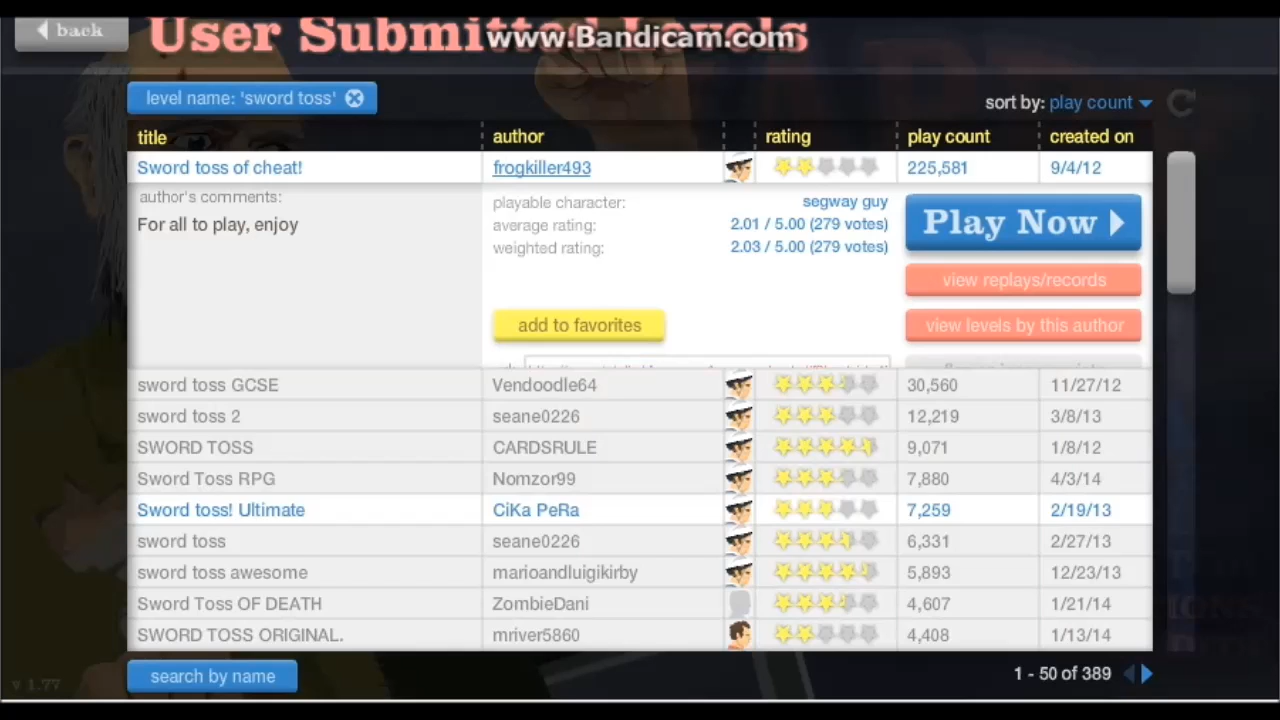 back
User Submitted Levels
www.Bandicam.com
level name: 'sword toss'
sort by: play count
title author rating play count created on
Sword toss of cheat! frogkiller493 225,581 9/4/12
author's comments:
For all to play, enjoy
playable character: segway guy
average rating: 2.01 / 5.00 (279 votes)
weighted rating: 2.03 / 5.00 (279 votes)
add to favorites
Play Now
view replays/records
view levels by this author
sword toss GCSE Vendoodle64 30,560 11/27/12
sword toss 2 seane0226 12,219 3/8/13
SWORD TOSS CARDSRULE 9,071 1/8/12
Sword Toss RPG Nomzor99 7,880 4/3/14
Sword toss! Ultimate CiKa PeRa 7,259 2/19/13
sword toss seane0226 6,331 2/27/13
sword toss awesome marioandluigikirby 5,893 12/23/13
Sword Toss OF DEATH ZombieDani 4,607 1/21/14
SWORD TOSS ORIGINAL. mriver5860 4,408 1/13/14
search by name
1 - 50 of 389
v 1.77